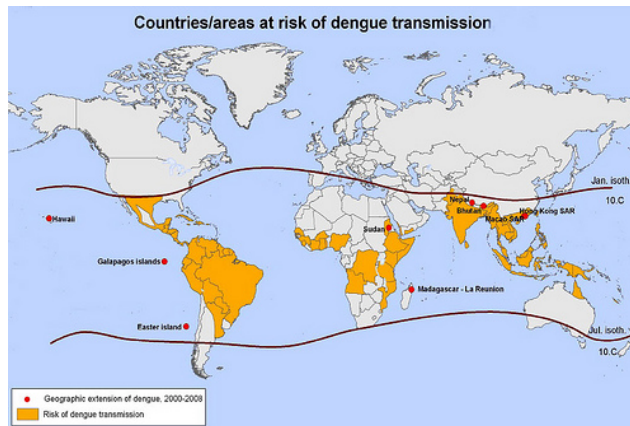 Countries/areas at risk of dengue transmission
Jan. isoth.
10.C
Nepal
Bhutan
Hong Kong SAR
Macao SAR
Hawaii
Sudan
Galapagos islands
Madagascar - La Reunion
Easter island
Jul. isoth.
10.C
Geographic extension of dengue, 2000-2008
Risk of dengue transmission